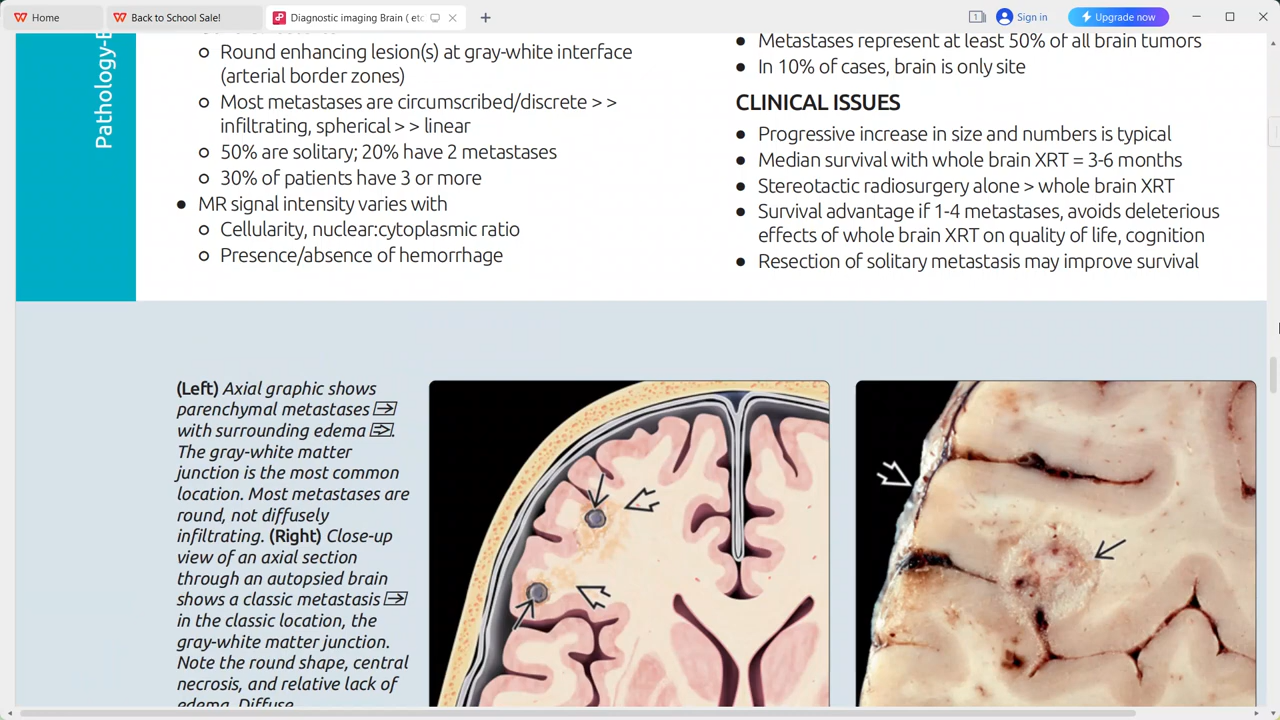 Home
Back to School Sale!
Diagnostic imaging Brain ( etc
1
Sign in
Upgrade now
Pathology-
Round enhancing lesion(s) at gray-white interface
(arterial border zones)
Most metastases are circumscribed/discrete > >
infiltrating, spherical > > linear
50% are solitary; 20% have 2 metastases
30% of patients have 3 or more
MR signal intensity varies with
Cellularity, nuclear:cytoplasmic ratio
Presence/absence of hemorrhage
Metastases represent at least 50% of all brain tumors
In 10% of cases, brain is only site
CLINICAL ISSUES
Progressive increase in size and numbers is typical
Median survival with whole brain XRT = 3-6 months
Stereotactic radiosurgery alone > whole brain XRT
Survival advantage if 1-4 metastases, avoids deleterious
effects of whole brain XRT on quality of life, cognition
Resection of solitary metastasis may improve survival
(Left) Axial graphic shows
parenchymal metastases
with surrounding edema .
The gray-white matter
junction is the most common
location. Most metastases are
round, not diffusely
infiltrating. (Right) Close-up
view of an axial section
through an autopsied brain
shows a classic metastasis
in the classic location, the
gray-white matter junction.
Note the round shape, central
necrosis, and relative lack of
edema. Diffuse